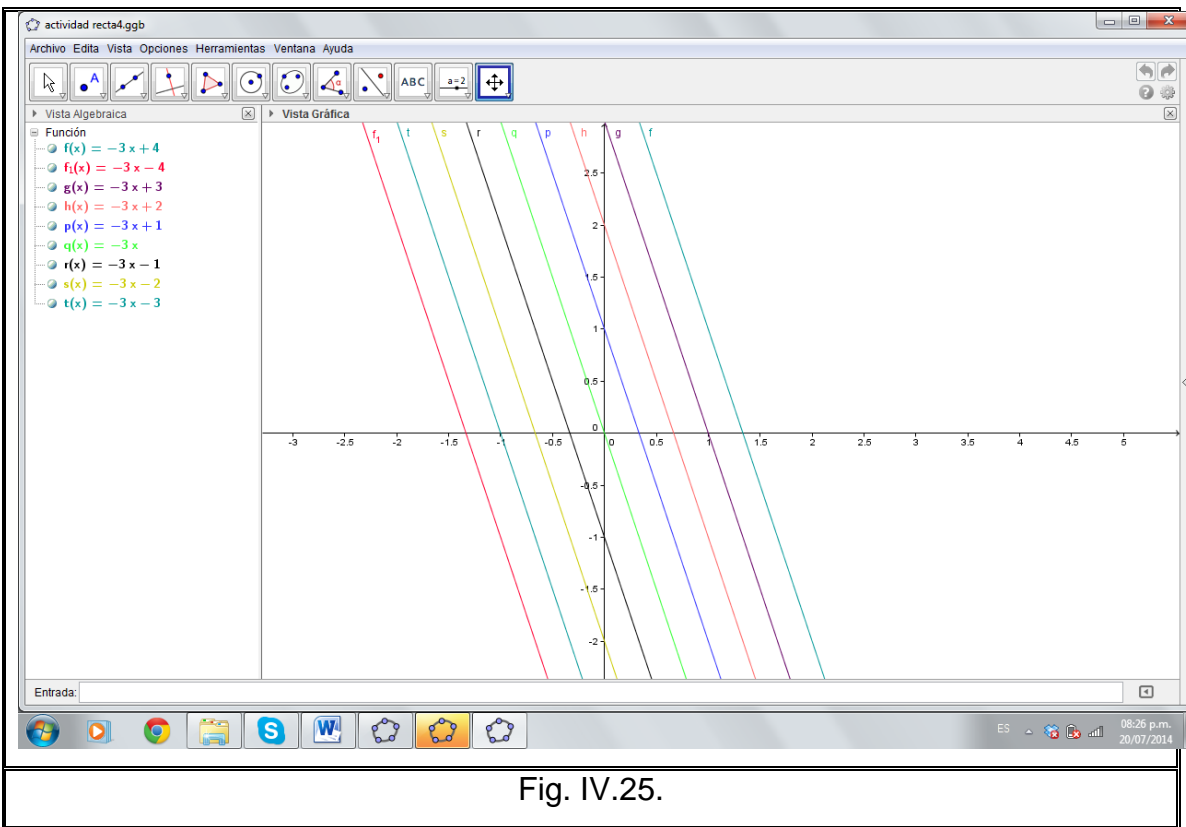 actividad recta4.ggb
Archivo Edita Vista Opciones Herramientas Ventana Ayuda
A
α
ABC
a=2
Vista Algebraica
Vista Gráfica
Función
f(x) = −3 x + 4
f₁(x) = −3 x − 4
g(x) = −3 x + 3
h(x) = −3 x + 2
p(x) = −3 x + 1
q(x) = −3 x
r(x) = −3 x − 1
s(x) = −3 x − 2
t(x) = −3 x − 3
f₁ t s r q p h g f
2.5
2
1.5
1
0.5
0
-3 -2.5 -2 -1.5 -1 -0.5 0 0.5 1 1.5 2 2.5 3 3.5 4 4.5 5
-0.5
-1
-1.5
-2
Entrada:
ES
08:26 p.m.
20/07/2014
Fig. IV.25.